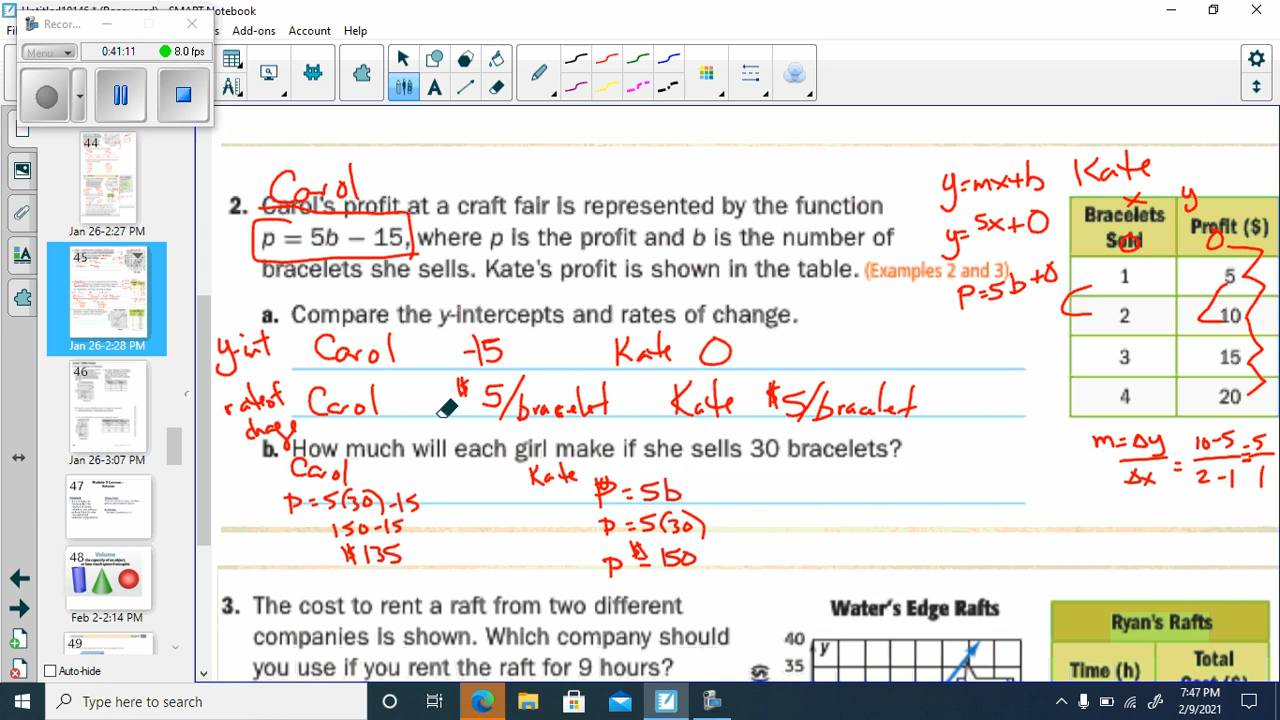 Notebook
SMART Notebook
Recor...
Add-ons Account Help
Menu
0:41:11
8.0 fps
44
Jan 26-2:27 PM
45
Jan 26-2:28 PM
46
Jan 26-3:07 PM
47
48
Volume
the capacity of an object,
Feb 2-2:14 PM
49
Auto-hide
Carol
2. Carol's profit at a craft fair is represented by the function
p = 5b – 15, where p is the profit and b is the number of
bracelets she sells. Kate's profit is shown in the table. (Examples 2 and 3)
y=mx+b
y= 5x+0
p=5b+0
Kate
x y
Bracelets Sold Profit ($)
0 0
1 5
2 10
3 15
4 20
m=Δy/Δx = 10-5/2-1 = 5/1
a. Compare the y-intercepts and rates of change.
y-int Carol -15 Kate 0
rates of change Carol $5/bracelet Kate $5/bracelet
b. How much will each girl make if she sells 30 bracelets?
Carol
p=5(30)-15
150-15
$135
Kate
p=5b
p=5(30)
p=$150
3. The cost to rent a raft from two different
companies is shown. Which company should
you use if you rent the raft for 9 hours?
Water's Edge Rafts
40
35
y
($)
Ryan's Rafts
Time (h) Total
Type here to search
7:47 PM
2/9/2021